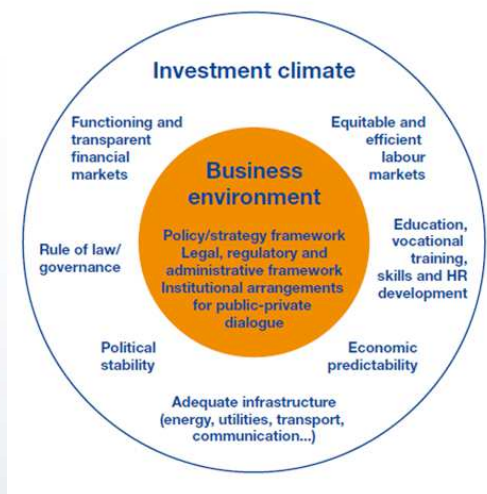 Investment climate
Functioning and
transparent
financial
markets
Equitable and
efficient
labour
markets
Business
environment
Policy/strategy framework
Legal, regulatory and
administrative framework
Institutional arrangements
for public-private
dialogue
Rule of law/
governance
Education,
vocational
training,
skills and HR
development
Political
stability
Economic
predictability
Adequate infrastructure
(energy, utilities, transport,
communication...)